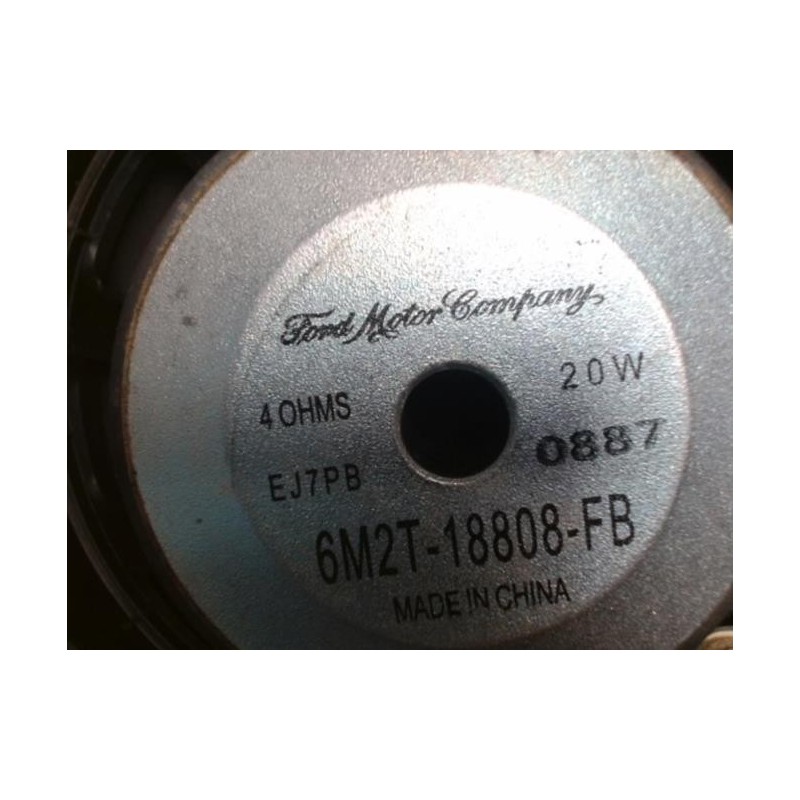 Ford Motor Company
4 OHMS 20W
EJ7PB 0887
6M2T-18808-FB
MADE IN CHINA